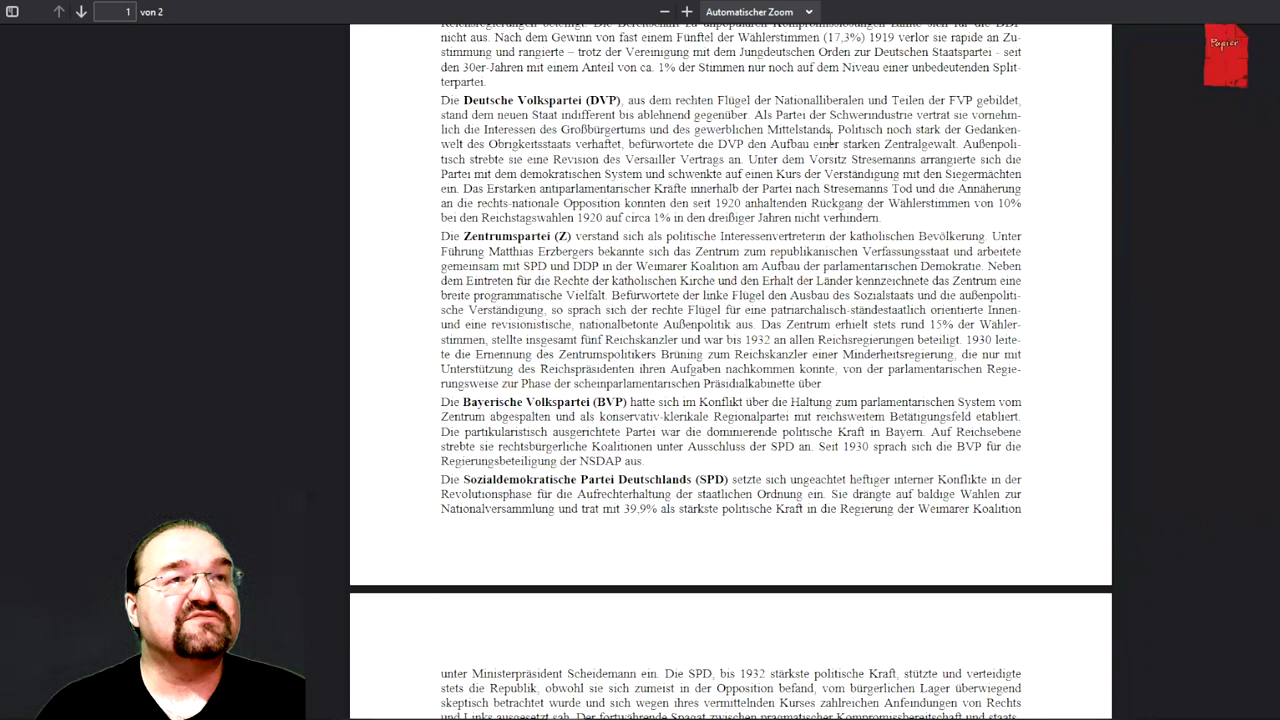 1 von 2 Automatischer Zoom
Papier
Reichsregierungen beteiligt. Die Bereitschaft zu unpopulären Kompromisslösungen zahlte sich für die DDP
nicht aus. Nach dem Gewinn von fast einem Fünftel der Wählerstimmen (17,3%) 1919 verlor sie rapide an Zu-
stimmung und rangierte – trotz der Vereinigung mit dem Jungdeutschen Orden zur Deutschen Staatspartei - seit
den 30er-Jahren mit einem Anteil von ca. 1% der Stimmen nur noch auf dem Niveau einer unbedeutenden Split-
terpartei.
Die Deutsche Volkspartei (DVP), aus dem rechten Flügel der Nationalliberalen und Teilen der FVP gebildet,
stand dem neuen Staat indifferent bis ablehnend gegenüber. Als Partei der Schwerindustrie vertrat sie vornehm-
lich die Interessen des Großbürgertums und des gewerblichen Mittelstands. Politisch noch stark der Gedanken-
welt des Obrigkeitsstaats verhaftet, befürwortete die DVP den Aufbau einer starken Zentralgewalt. Außenpoli-
tisch strebte sie eine Revision des Versailler Vertrags an. Unter dem Vorsitz Stresemanns arrangierte sich die
Partei mit dem demokratischen System und schwenkte auf einen Kurs der Verständigung mit den Siegermächten
ein. Das Erstarken antiparlamentarischer Kräfte innerhalb der Partei nach Stresemanns Tod und die Annäherung
an die rechts-nationale Opposition konnten den seit 1920 anhaltenden Rückgang der Wählerstimmen von 10%
bei den Reichstagswahlen 1920 auf circa 1% in den dreißiger Jahren nicht verhindern.
Die Zentrumspartei (Z) verstand sich als politische Interessenvertreterin der katholischen Bevölkerung. Unter
Führung Matthias Erzbergers bekannte sich das Zentrum zum republikanischen Verfassungsstaat und arbeitete
gemeinsam mit SPD und DDP in der Weimarer Koalition am Aufbau der parlamentarischen Demokratie. Neben
dem Eintreten für die Rechte der katholischen Kirche und den Erhalt der Länder kennzeichnete das Zentrum eine
breite programmatische Vielfalt. Befürwortete der linke Flügel den Ausbau des Sozialstaats und die außenpoliti-
sche Verständigung, so sprach sich der rechte Flügel für eine patriarchalisch-ständestaatlich orientierte Innen-
und eine revisionistische, nationalbetonte Außenpolitik aus. Das Zentrum erhielt stets rund 15% der Wähler-
stimmen, stellte insgesamt fünf Reichskanzler und war bis 1932 an allen Reichsregierungen beteiligt. 1930 leite-
te die Ernennung des Zentrumspolitikers Brüning zum Reichskanzler einer Minderheitsregierung, die nur mit
Unterstützung des Reichspräsidenten ihren Aufgaben nachkommen konnte, von der parlamentarischen Regie-
rungsweise zur Phase der scheinparlamentarischen Präsidialkabinette über
Die Bayerische Volkspartei (BVP) hatte sich im Konflikt über die Haltung zum parlamentarischen System vom
Zentrum abgespalten und als konservativ-klerikale Regionalpartei mit reichsweitem Betätigungsfeld etabliert.
Die partikularistisch ausgerichtete Partei war die dominierende politische Kraft in Bayern. Auf Reichsebene
strebte sie rechtsbürgerliche Koalitionen unter Ausschluss der SPD an. Seit 1930 sprach sich die BVP für die
Regierungsbeteiligung der NSDAP aus.
Die Sozialdemokratische Partei Deutschlands (SPD) setzte sich ungeachtet heftiger interner Konflikte in der
Revolutionsphase für die Aufrechterhaltung der staatlichen Ordnung ein. Sie drängte auf baldige Wahlen zur
Nationalversammlung und trat mit 39,9% als stärkste politische Kraft in die Regierung der Weimarer Koalition
unter Ministerpräsident Scheidemann ein. Die SPD, bis 1932 stärkste politische Kraft, stützte und verteidigte
stets die Republik, obwohl sie sich zumeist in der Opposition befand, vom bürgerlichen Lager überwiegend
skeptisch betrachtet wurde und sich wegen ihres vermittelnden Kurses zahlreichen Anfeindungen von Rechts
und Links ausgesetzt sah. Der fortwährende Spagat zwischen pragmatischer Kompromissbereitschaft und staats-